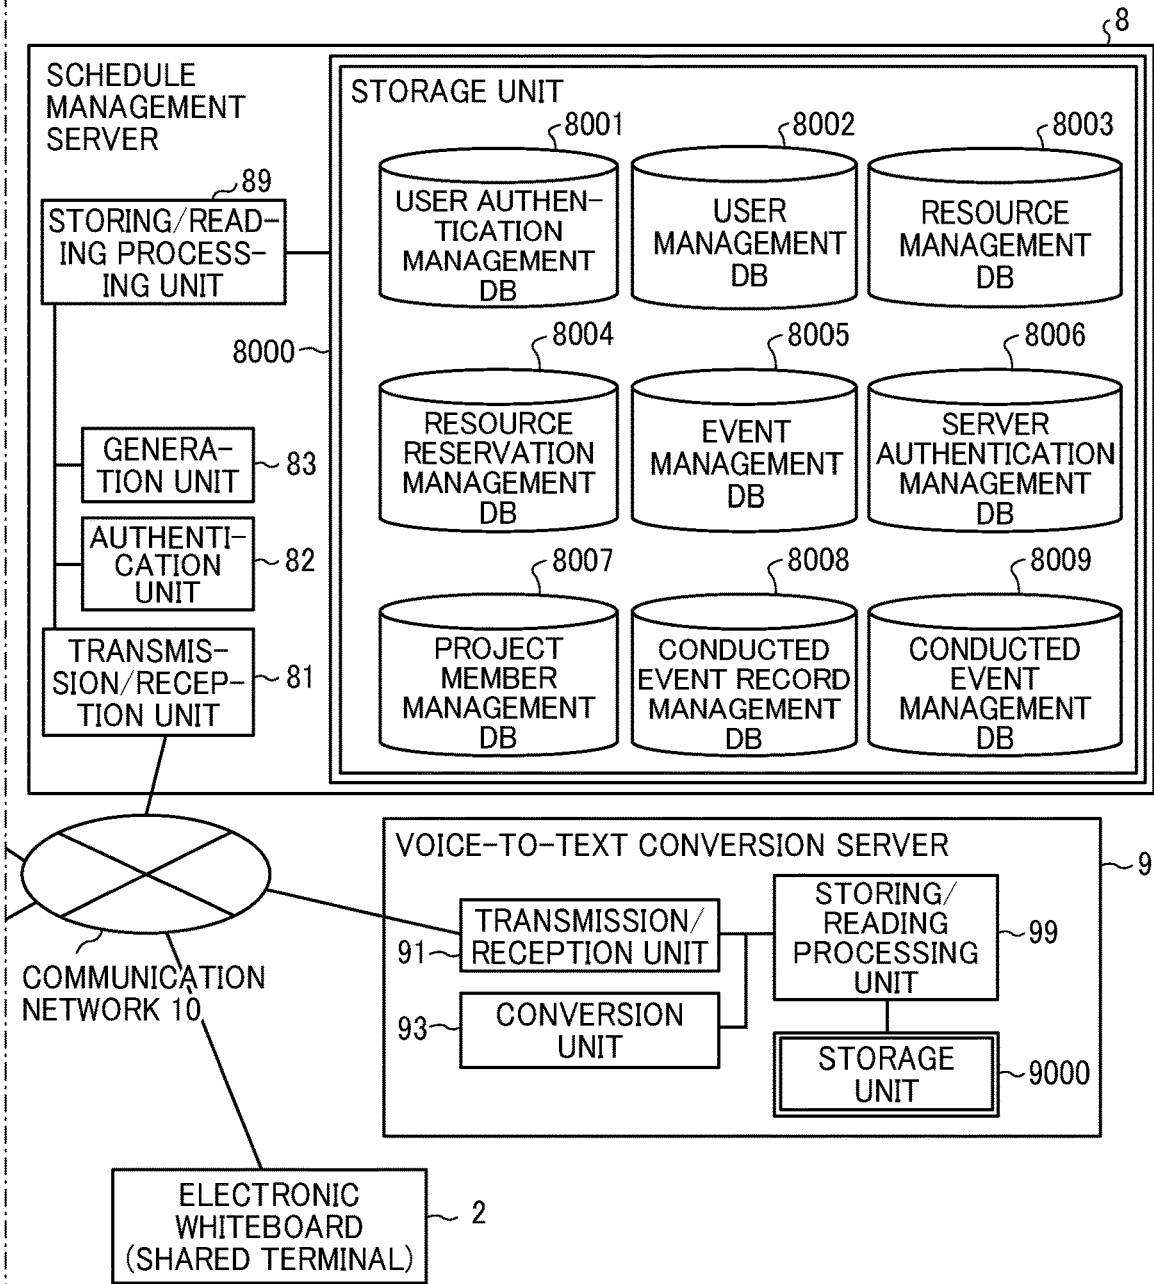 8
SCHEDULE
MANAGEMENT
SERVER
89
STORING/READ-
ING PROCESS-
ING UNIT
8000
GENERA-
TION UNIT
83
AUTHENTI-
CATION
UNIT
82
TRANSMIS-
SION/RECEP-
TION UNIT
81
STORAGE UNIT
8001
USER AUTHEN-
TICATION
MANAGEMENT
DB
8002
USER
MANAGEMENT
DB
8003
RESOURCE
MANAGEMENT
DB
8004
RESOURCE
RESERVATION
MANAGEMENT
DB
8005
EVENT
MANAGEMENT
DB
8006
SERVER
AUTHENTICATION
MANAGEMENT
DB
8007
PROJECT
MEMBER
MANAGEMENT
DB
8008
CONDUCTED
EVENT RECORD
MANAGEMENT
DB
8009
CONDUCTED
EVENT
MANAGEMENT
DB
COMMUNICATION
NETWORK 10
VOICE-TO-TEXT CONVERSION SERVER
9
TRANSMISSION/
RECEPTION UNIT
91
CONVERSION
UNIT
93
STORING/
READING
PROCESSING
UNIT
99
STORAGE
UNIT
9000
ELECTRONIC
WHITEBOARD
(SHARED TERMINAL)
2